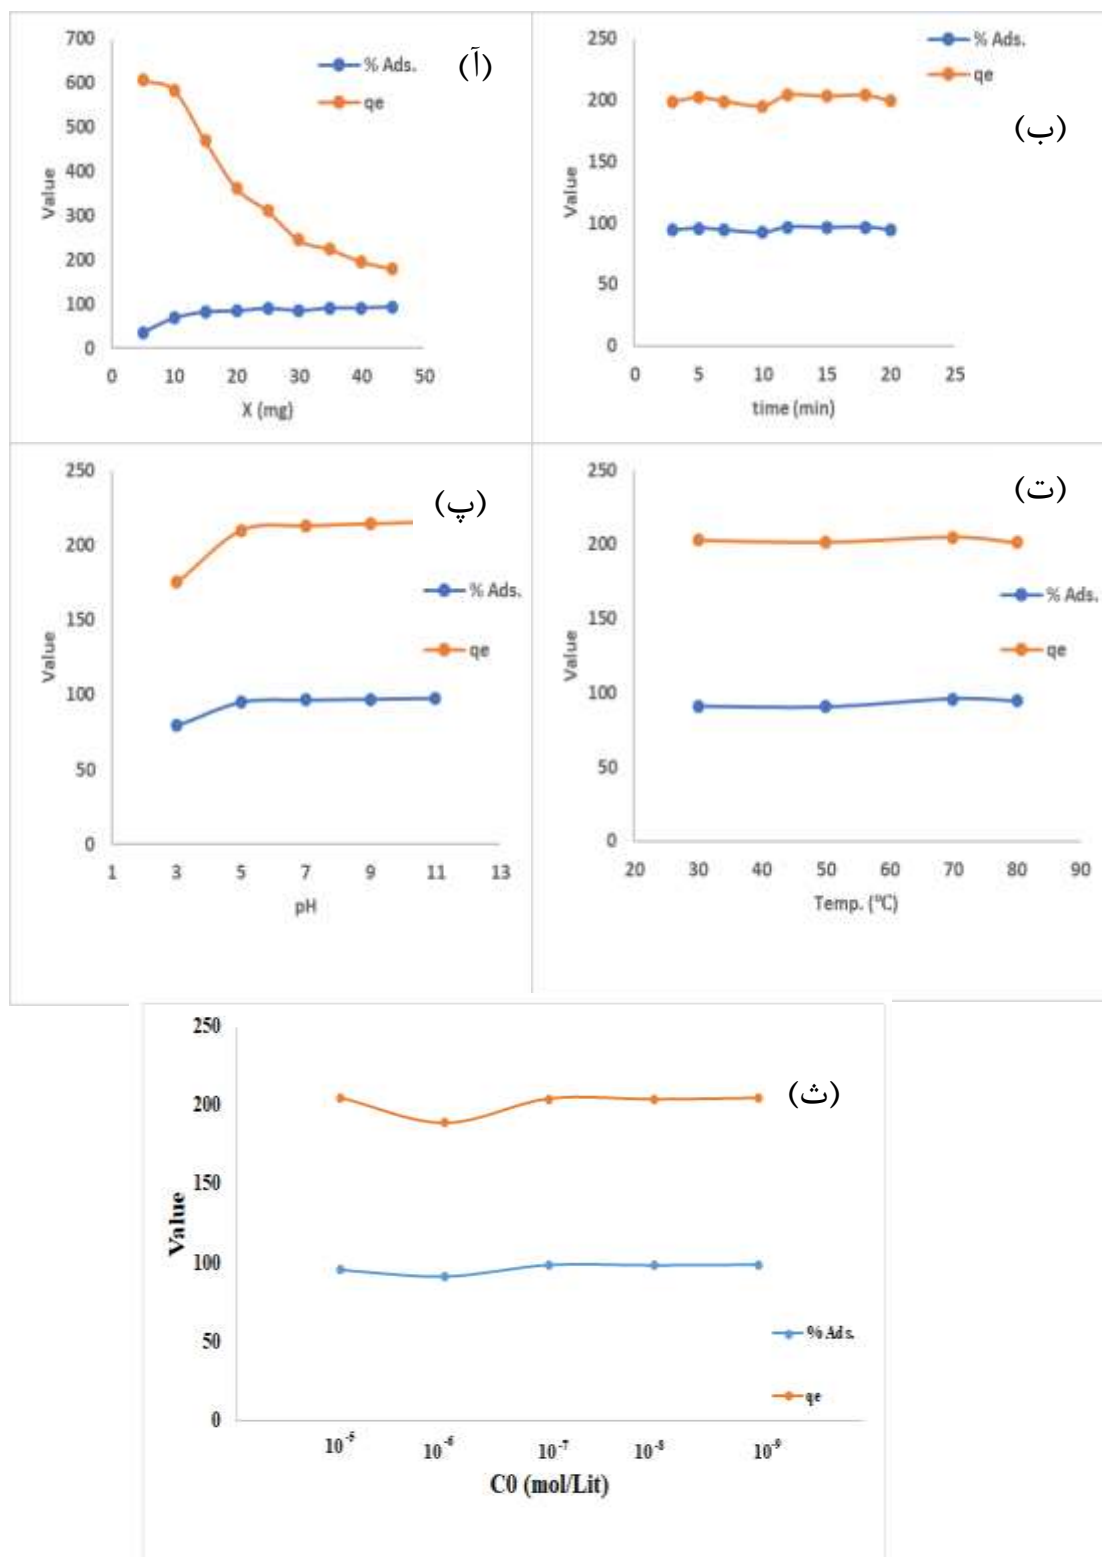 (آ)
700
600
500
400
300
200
100
0
Value
% Ads.
qe
0 10 20 30 40 50
X (mg)
(ب)
250
200
150
100
50
0
Value
% Ads.
qe
0 5 10 15 20 25
time (min)
(پ)
250
200
150
100
50
0
Value
% Ads.
qe
1 3 5 7 9 11 13
pH
(ت)
250
200
150
100
50
0
Value
% Ads.
qe
20 30 40 50 60 70 80 90
Temp. (°C)
(ث)
250
200
150
100
50
0
Value
% Ads.
qe
10⁻⁵ 10⁻⁶ 10⁻⁷ 10⁻⁸ 10⁻⁹
C0 (mol/Lit)